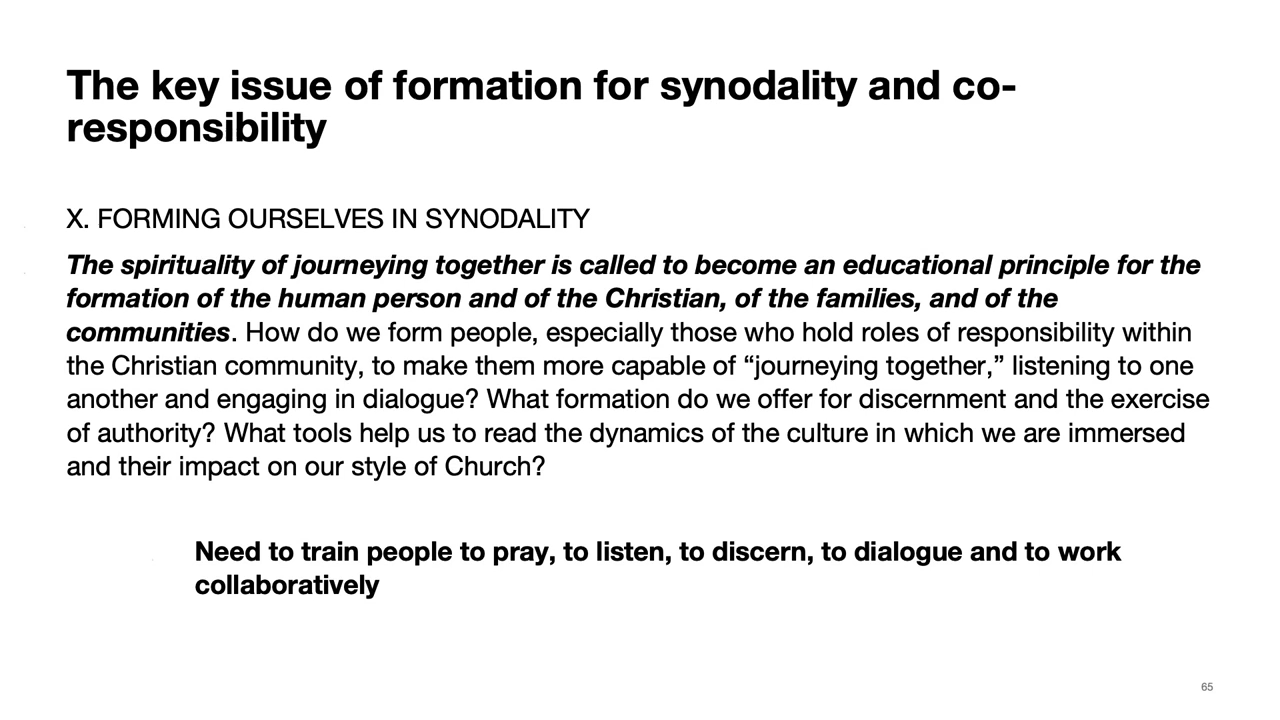 The key issue of formation for synodality and co-
responsibility
X. FORMING OURSELVES IN SYNODALITY
The spirituality of journeying together is called to become an educational principle for the
formation of the human person and of the Christian, of the families, and of the
communities. How do we form people, especially those who hold roles of responsibility within
the Christian community, to make them more capable of “journeying together,” listening to one
another and engaging in dialogue? What formation do we offer for discernment and the exercise
of authority? What tools help us to read the dynamics of the culture in which we are immersed
and their impact on our style of Church?
Need to train people to pray, to listen, to discern, to dialogue and to work
collaboratively
65